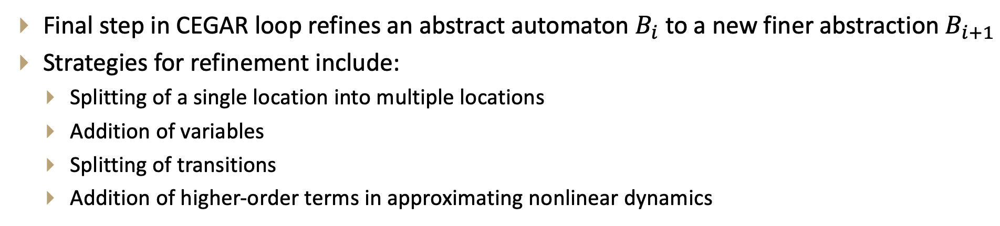 Final step in CEGAR loop refines an abstract automaton Bᵢ to a new finer abstraction Bᵢ₊₁
Strategies for refinement include:
Splitting of a single location into multiple locations
Addition of variables
Splitting of transitions
Addition of higher-order terms in approximating nonlinear dynamics